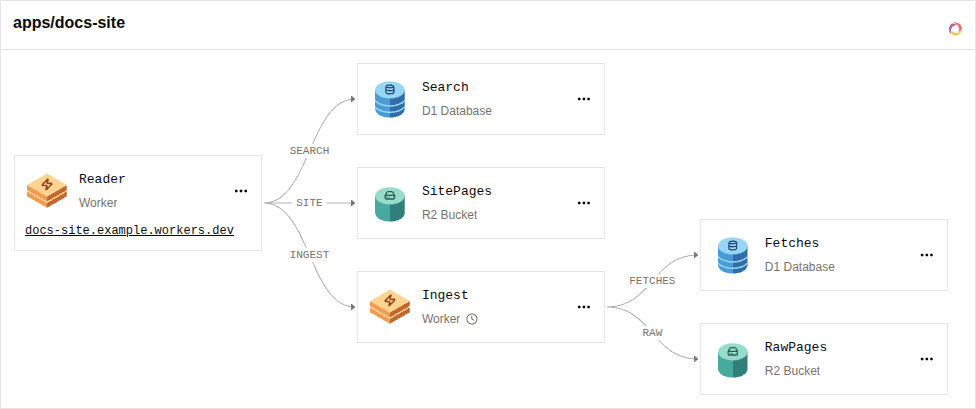 apps/docs-site
Reader
Worker
docs-site.example.workers.dev
SEARCH
SITE
INGEST
Search
D1 Database
SitePages
R2 Bucket
Ingest
Worker
FETCHES
RAW
Fetches
D1 Database
RawPages
R2 Bucket